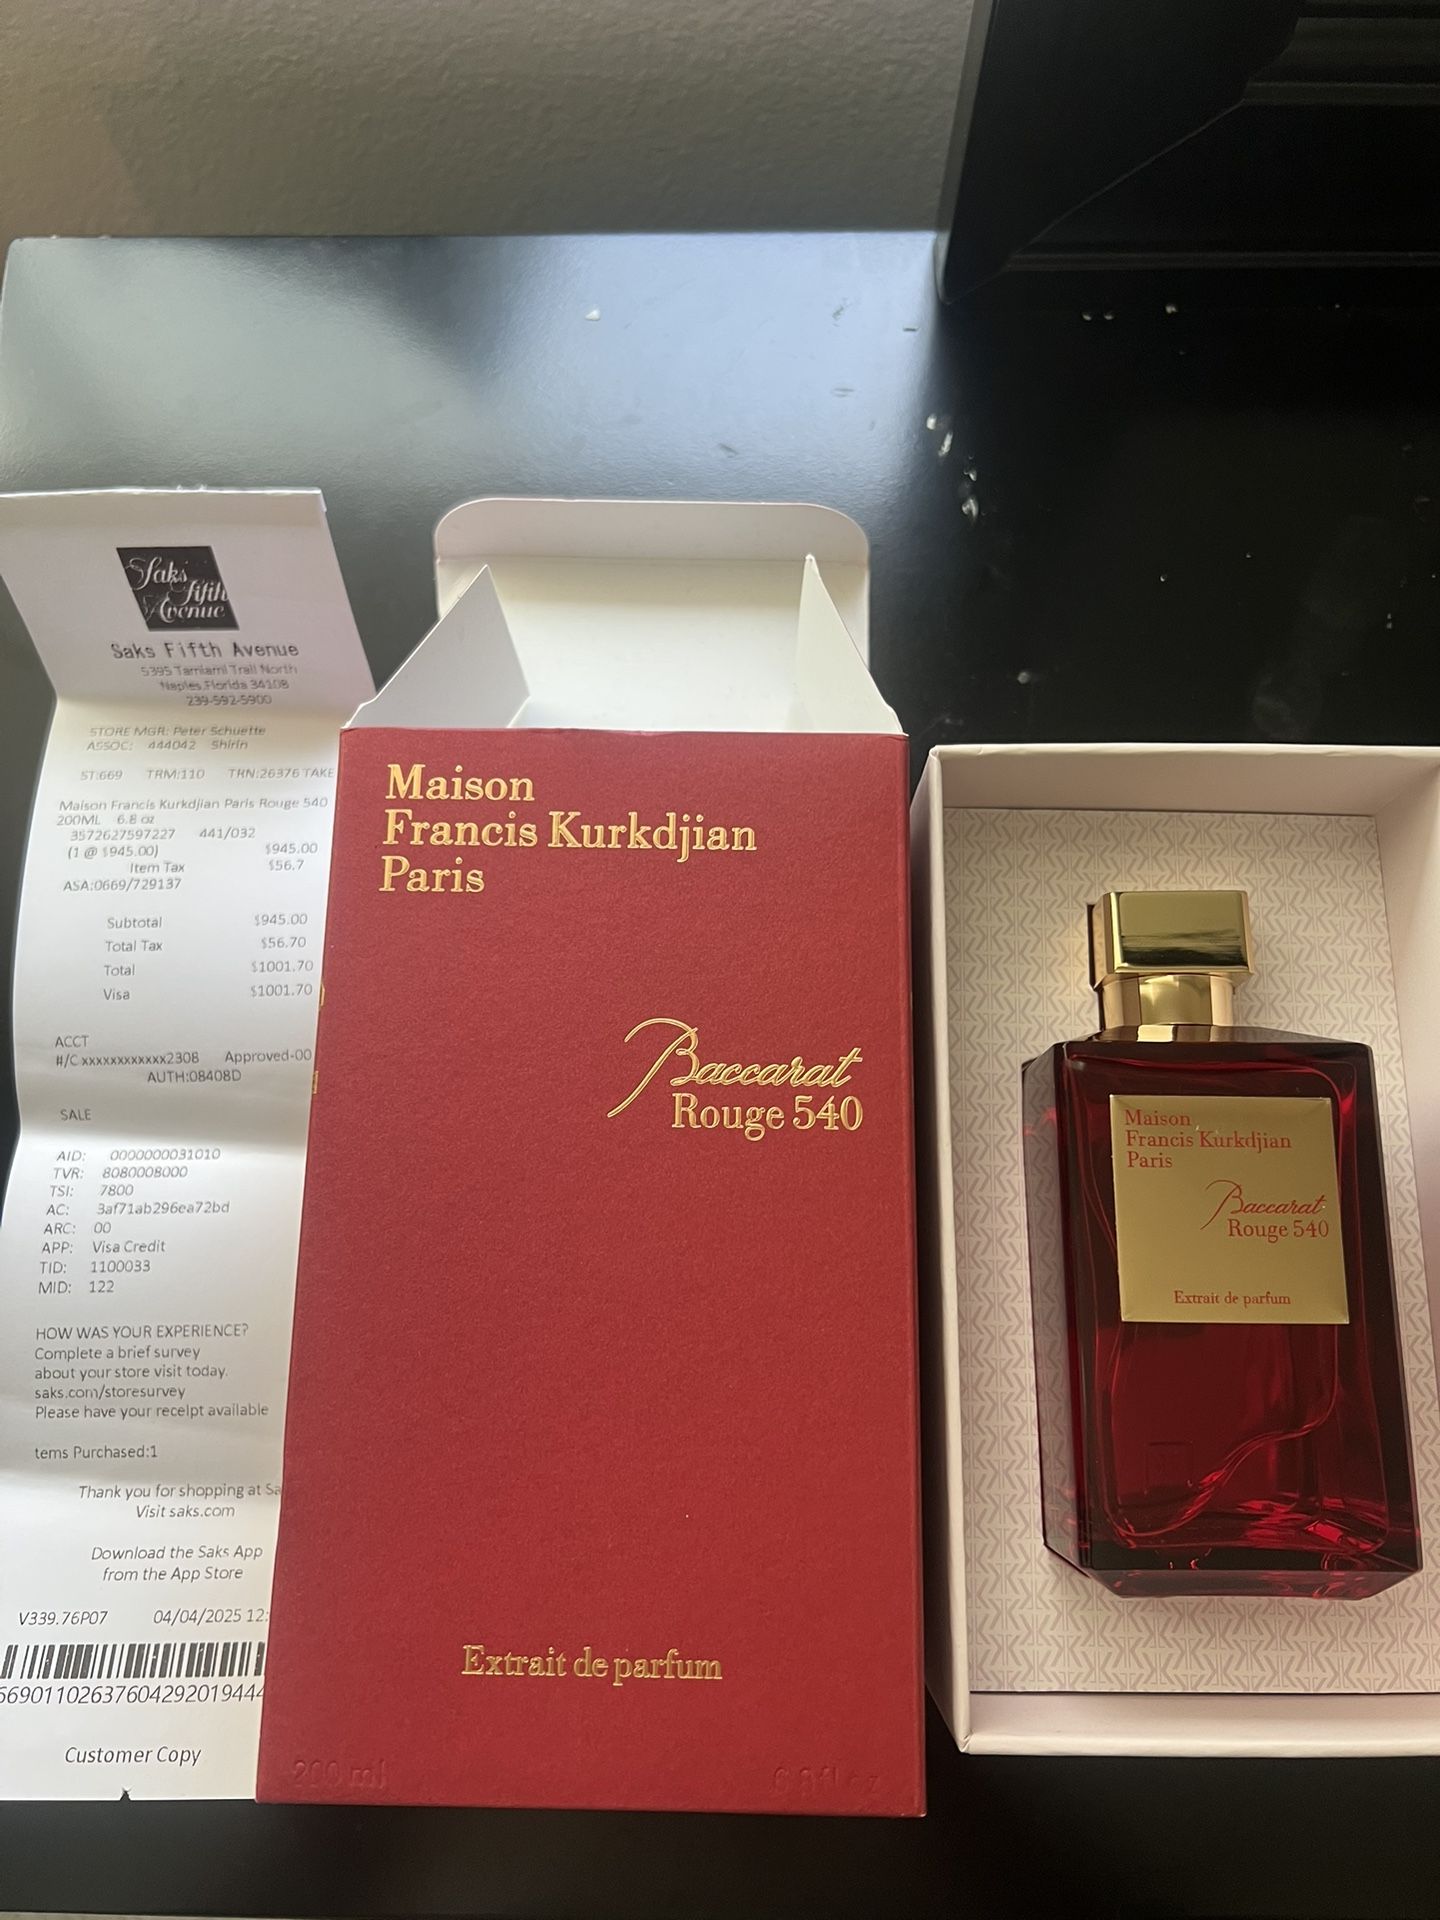 Saks
fifth
Avenue
Saks Fifth Avenue
5395 Tamiami Trail North
Naples,Florida 34108
239-592-5900
STORE MGR: Peter Schuette
ASSOC: 444042 Shirin
ST:669 TRM:110 TRN:26376 TAKE
Maison Francis Kurkdjian Paris Rouge 540
200ML 6.8 oz
3572627597227 441/032
(1 @ $945.00) $945.00
Item Tax $56.7
ASA:0669/729137
Subtotal $945.00
Total Tax $56.70
Total $1001.70
Visa $1001.70
ACCT
#/C xxxxxxxxxxxx2308 Approved-00
AUTH:08408D
SALE
AID: 0000000031010
TVR: 8080008000
TSI: 7800
AC: 3af71ab296ea72bd
ARC: 00
APP: Visa Credit
TID: 1100033
MID: 122
HOW WAS YOUR EXPERIENCE?
Complete a brief survey
about your store visit today.
saks.com/storesurvey
Please have your receipt available
tems Purchased:1
Thank you for shopping at Sa
Visit saks.com
Download the Saks App
from the App Store
V339.76P07 04/04/2025 12:
66901102637604292019444
Customer Copy
Maison
Francis Kurkdjian
Paris
Baccarat
Rouge 540
Extrait de parfum
200 ml 6.8 fl oz
Maison
Francis Kurkdjian
Paris
Baccarat
Rouge 540
Extrait de parfum